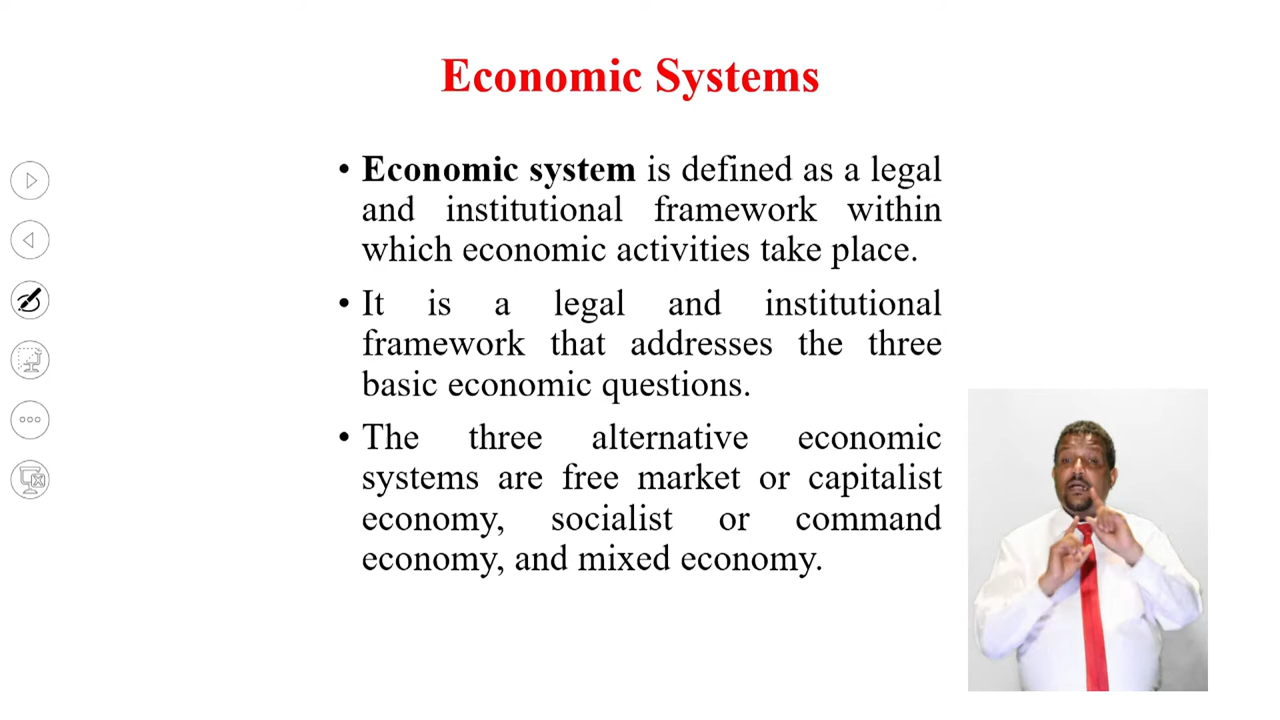 Economic Systems
• Economic system is defined as a legal
and institutional framework within
which economic activities take place.
• It is a legal and institutional
framework that addresses the three
basic economic questions.
• The three alternative economic
systems are free market or capitalist
economy, socialist or command
economy, and mixed economy.